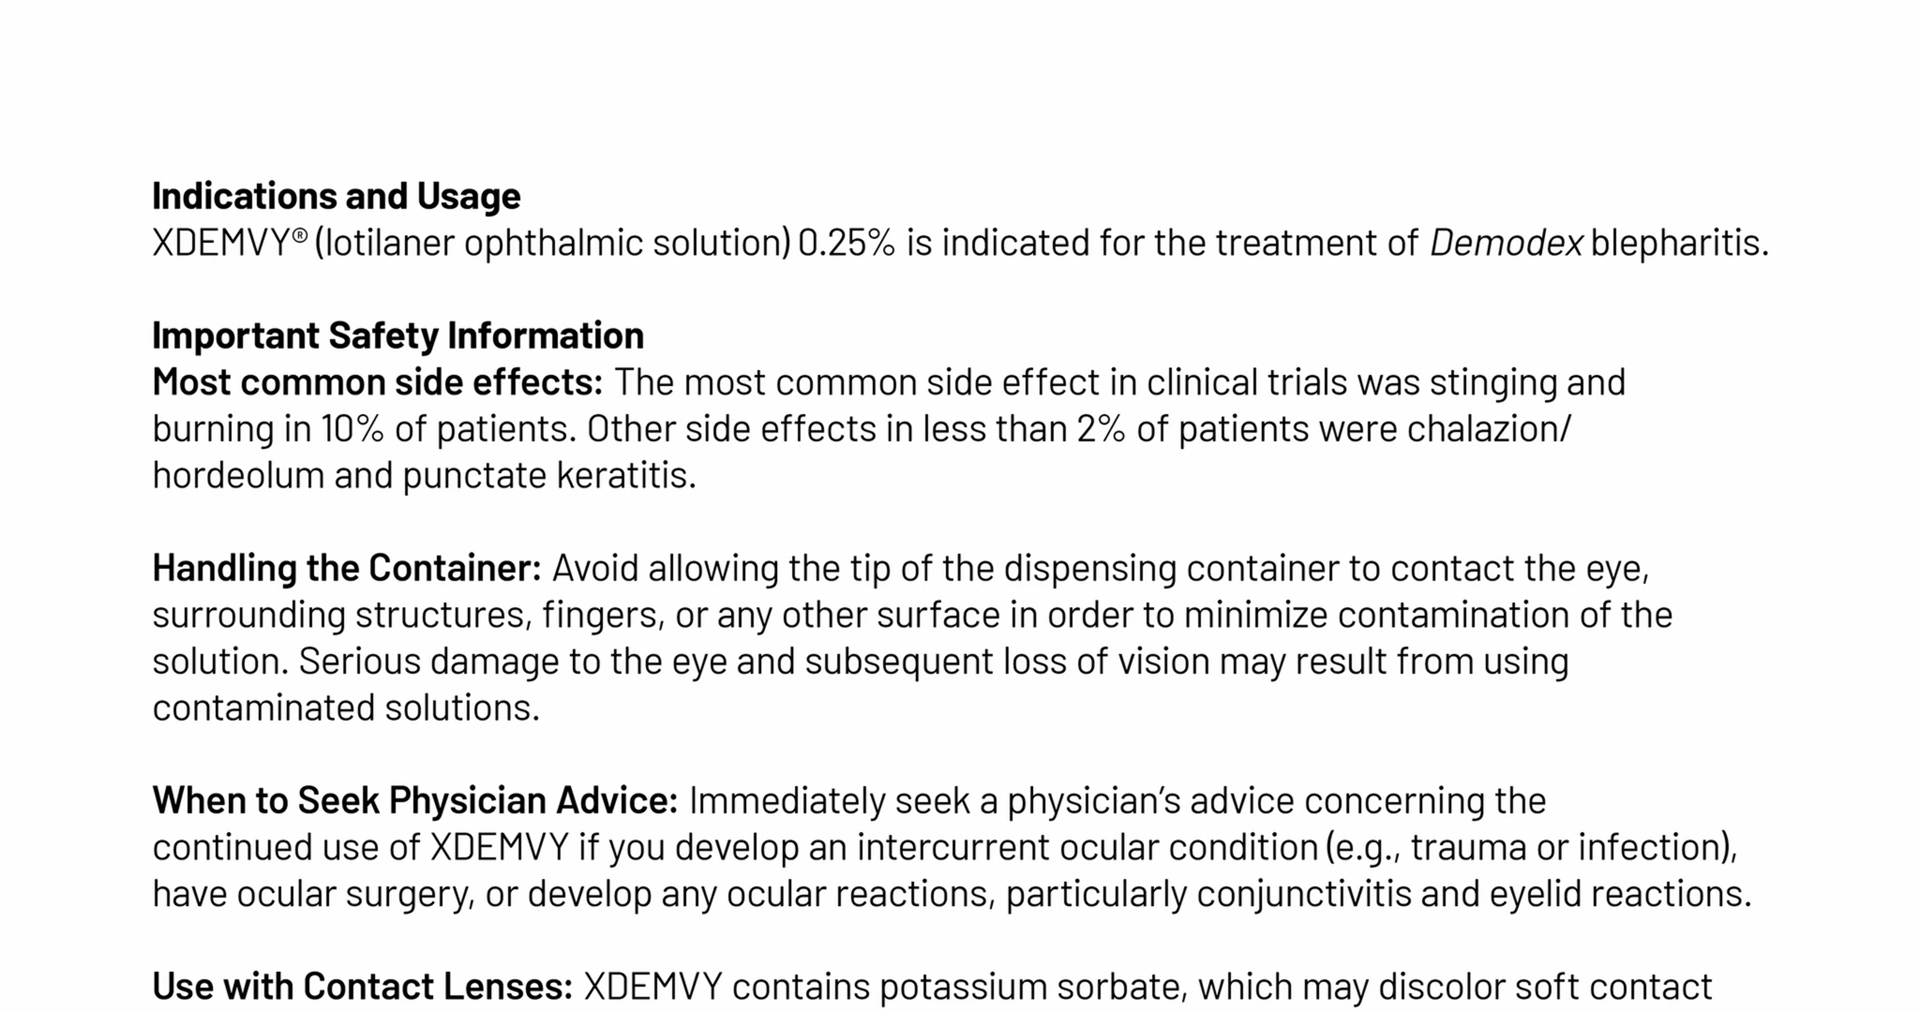 Indications and Usage
XDEMVY® (lotilaner ophthalmic solution) 0.25% is indicated for the treatment of Demodex blepharitis.
Important Safety Information
Most common side effects: The most common side effect in clinical trials was stinging and
burning in 10% of patients. Other side effects in less than 2% of patients were chalazion/
hordeolum and punctate keratitis.
Handling the Container: Avoid allowing the tip of the dispensing container to contact the eye,
surrounding structures, fingers, or any other surface in order to minimize contamination of the
solution. Serious damage to the eye and subsequent loss of vision may result from using
contaminated solutions.
When to Seek Physician Advice: Immediately seek a physician’s advice concerning the
continued use of XDEMVY if you develop an intercurrent ocular condition (e.g., trauma or infection),
have ocular surgery, or develop any ocular reactions, particularly conjunctivitis and eyelid reactions.
Use with Contact Lenses: XDEMVY contains potassium sorbate, which may discolor soft contact